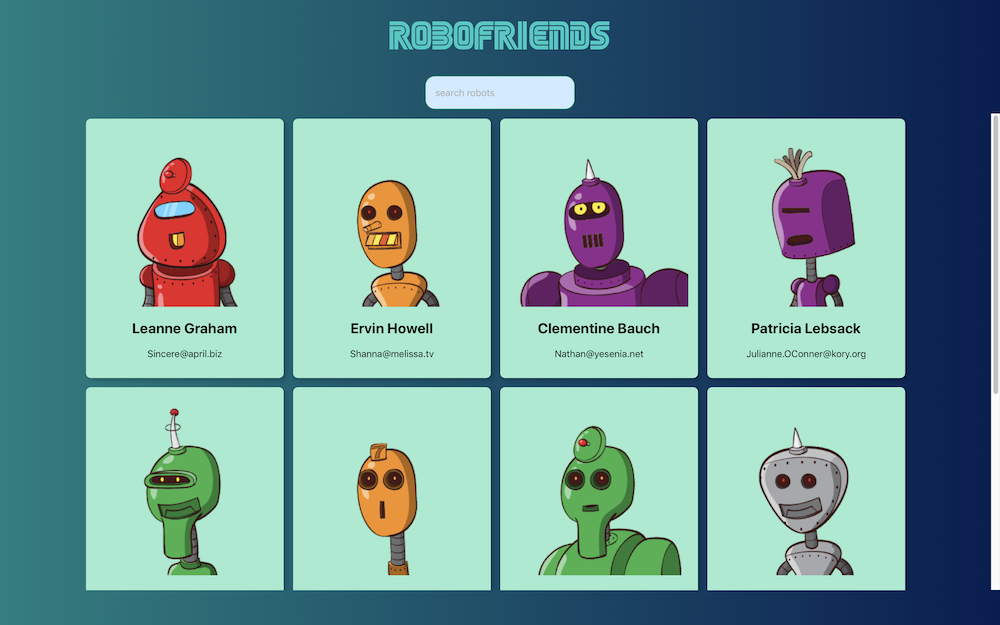 ROBOFRIENDS
search robots
Leanne Graham
Ervin Howell
Clementine Bauch
Patricia Lebsack
Sincere@april.biz
Shanna@melissa.tv
Nathan@yesenia.net
Julianne.OConner@kory.org
7